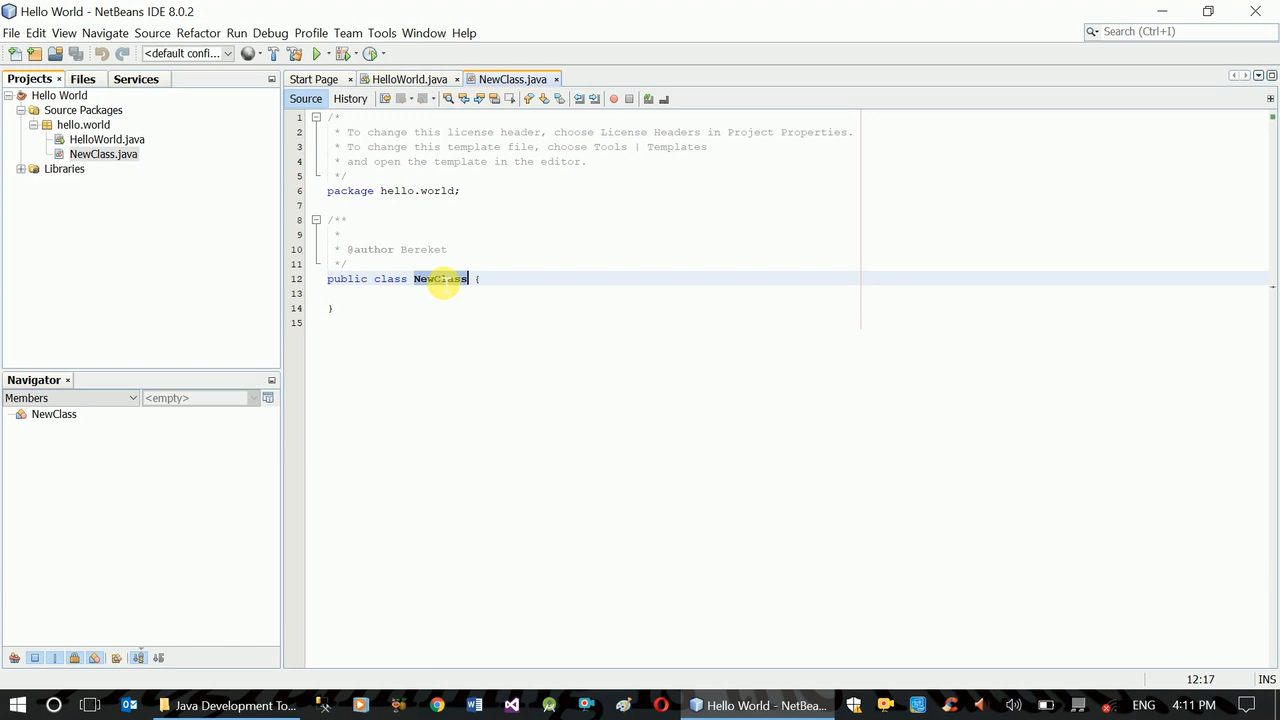 Hello World - NetBeans IDE 8.0.2
File Edit View Navigate Source Refactor Run Debug Profile Team Tools Window Help
Search (Ctrl+I)
<default confi...
Projects
Files
Services
Hello World
Source Packages
hello.world
HelloWorld.java
NewClass.java
Libraries
Navigator
Members
<empty>
NewClass
Start Page
HelloWorld.java
NewClass.java
Source
History
1 /*
2 * To change this license header, choose License Headers in Project Properties.
3 * To change this template file, choose Tools | Templates
4 * and open the template in the editor.
5 */
6 package hello.world;
7
8 /**
9 *
10 * @author Bereket
11 */
12 public class NewClass {
13
14 }
15
12:17 INS
Java Development To...
Hello World - NetBea...
ENG
4:11 PM